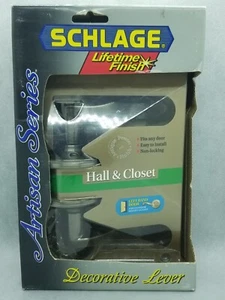 SCHLAGE
Lifetime
Finish
Artisan Series
• Fits any door
• Easy to Install
• Non-locking
Hall & Closet
Decorative Lever